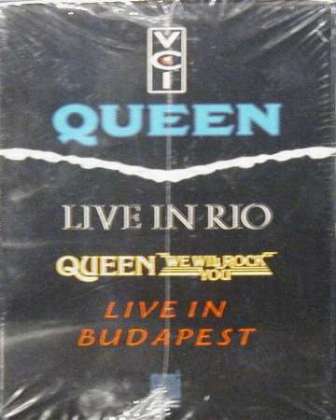 VCI
QUEEN
LIVE IN RIO
QUEEN WE WILL ROCK
YOU
LIVE IN
BUDAPEST